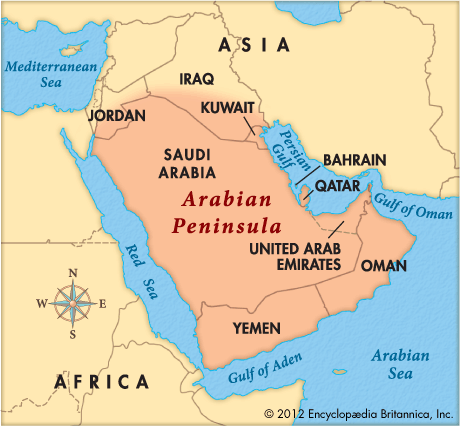 ASIA
Mediterranean
Sea
IRAQ
JORDAN
KUWAIT
Persian
Gulf
SAUDI
ARABIA
BAHRAIN
QATAR
Arabian
Peninsula
Gulf of Oman
UNITED ARAB
EMIRATES
OMAN
Red Sea
N
W
E
S
YEMEN
Gulf of Aden
Arabian
Sea
AFRICA
© 2012 Encyclopædia Britannica, Inc.